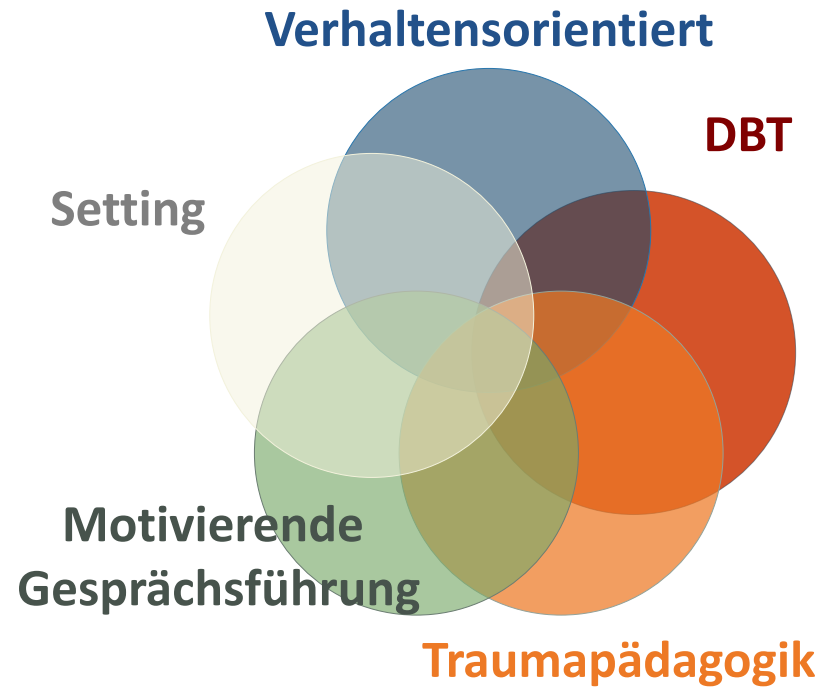 Verhaltensorientiert
DBT
Setting
Motivierende
Gesprächsführung
Traumapädagogik